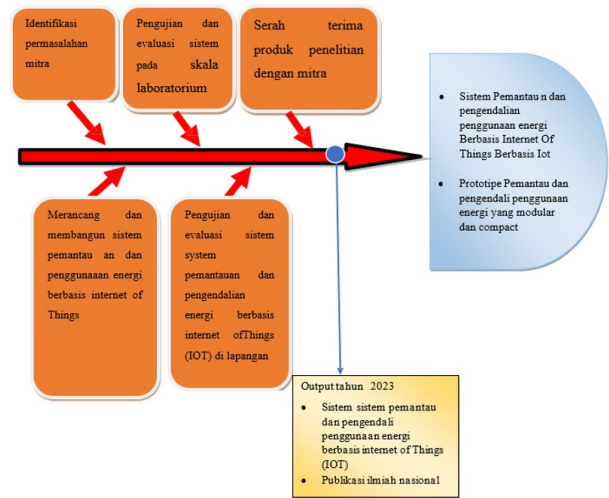 Identifikasi
permasalahan
mitra
Pengujian dan
evaluasi sistem
pada skala
laboratorium
Serah terima
produk penelitian
dengan mitra
Merancang dan
membangun sistem
pemantau an dan
penggunaaan energi
berbasis internet of
Things
Pengujian dan
evaluasi sistem
system
pemantauan dan
pengendalian
energi berbasis
internet ofThings
(IOT) di lapangan
• Sistem Pemantau n dan
pengendalian
penggunaan energi
Berbasis Internet Of
Things Berbasis Iot
• Prototipe Pemantau dan
pengendali penggunaan
energi yang modular
dan compact
Output tahun 2023
• Sistem sistem pemantau
dan pengendali
penggunaan energi
berbasis internet of Things
(IOT)
• Publikasi ilmiah nasional